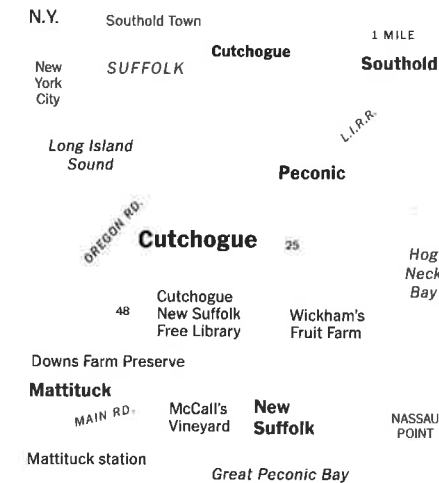 N.Y.
Southold Town
1 MILE
Cutchogue
Southold
New
York
City
SUFFOLK
L.I.R.R.
Long Island
Sound
Peconic
OREGON RD.
Cutchogue
25
Hog
Neck
Bay
48
Cutchogue
New Suffolk
Free Library
Wickham's
Fruit Farm
Downs Farm Preserve
Mattituck
MAIN RD.
McCall's
Vineyard
New
Suffolk
NASSAU
POINT
Mattituck station
Great Peconic Bay